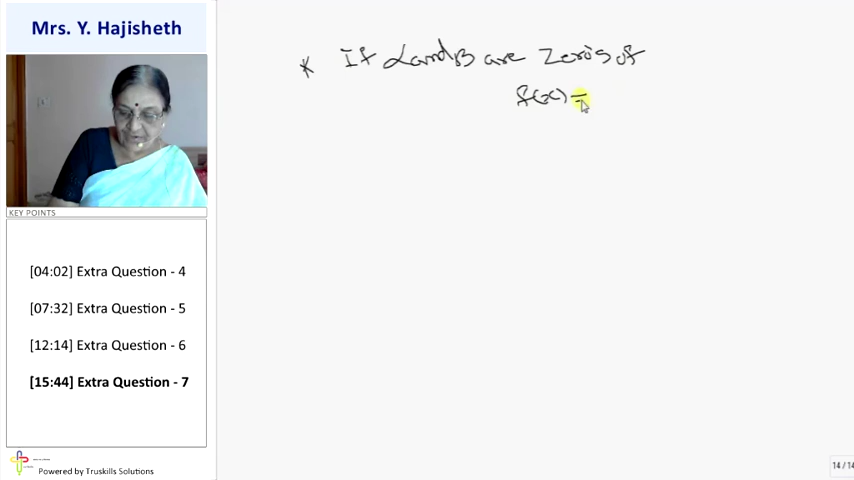 Mrs. Y. Hajisheth
* If α and β are zeros of
f(x) =
KEY POINTS
[04:02] Extra Question - 4
[07:32] Extra Question - 5
[12:14] Extra Question - 6
[15:44] Extra Question - 7
Powered by Truskills Solutions
14 / 14